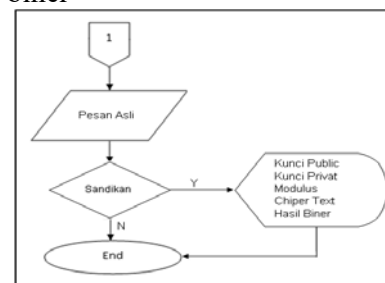 1
Pesan Asli
Sandikan
Y
Kunci Public
Kunci Privat
Modulus
Chiper Text
Hasil Biner
N
End